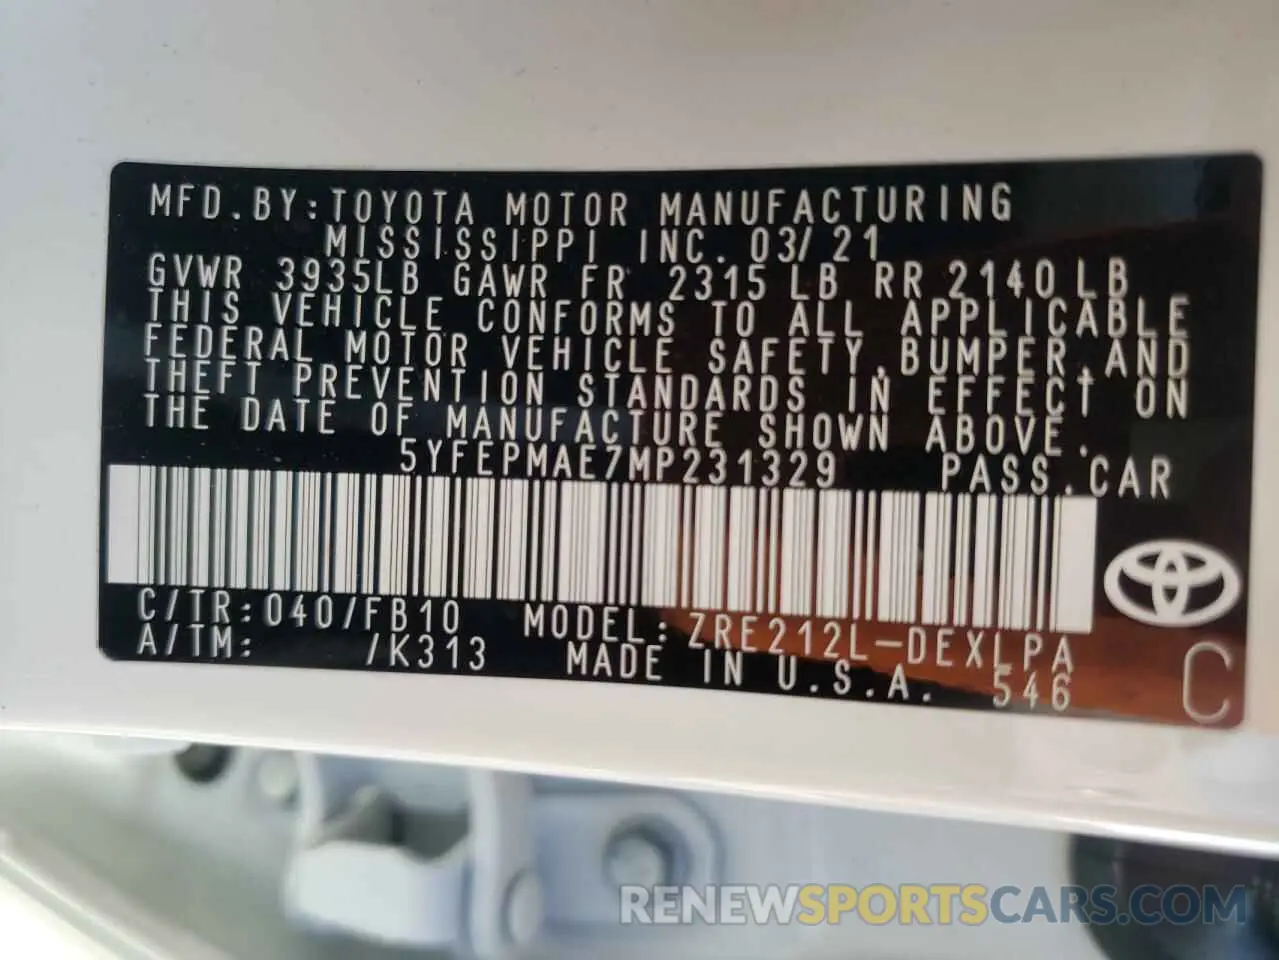 MFD.BY:TOYOTA MOTOR MANUFACTURING
MISSISSIPPI INC. 03/21
GVWR 3935LB GAWR FR 2315 LB RR 2140 LB
THIS VEHICLE CONFORMS TO ALL APPLICABLE
FEDERAL MOTOR VEHICLE SAFETY,BUMPER,AND
THEFT PREVENTION STANDARDS IN EFFECT ON
THE DATE OF MANUFACTURE SHOWN ABOVE.
5YFEPMAE7MP231329 PASS.CAR
C/TR:040/FB10 MODEL:ZRE212L-DEXLPA
A/TM: /K313 MADE IN U.S.A. 546
C
RENEWSPORTSCARS.COM